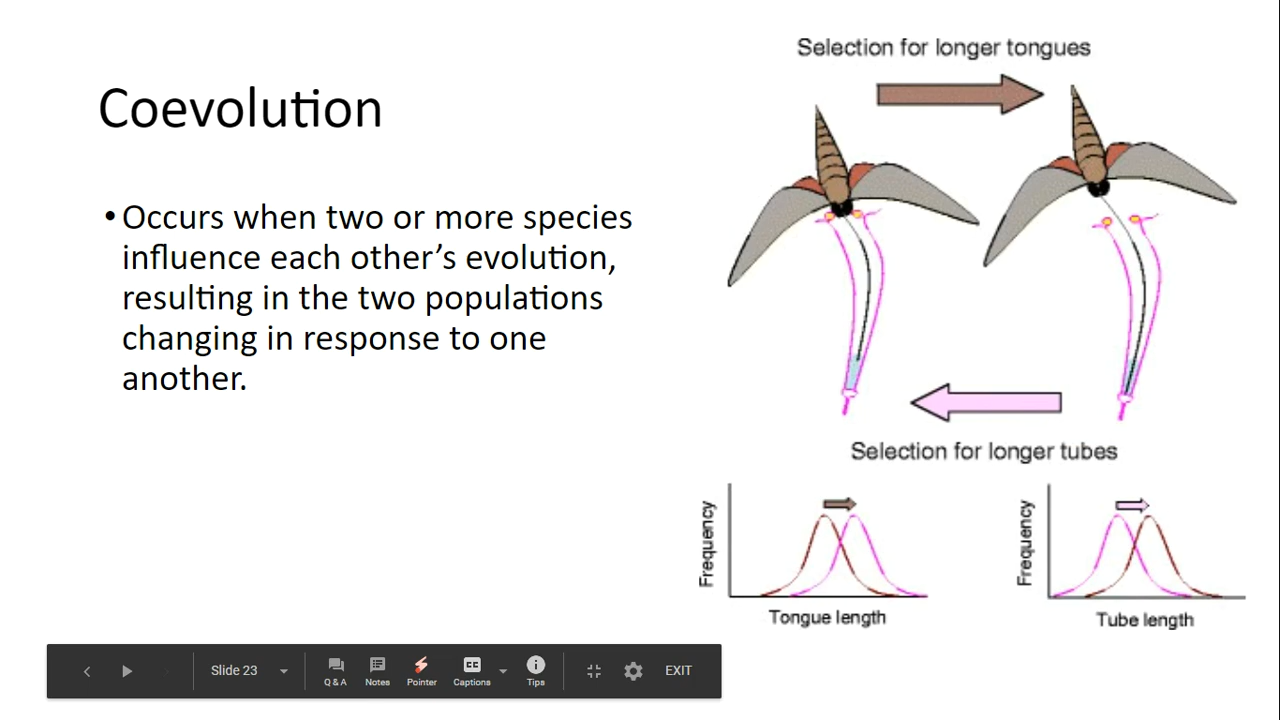 Coevolution
• Occurs when two or more species
influence each other’s evolution,
resulting in the two populations
changing in response to one
another.
Selection for longer tongues
Selection for longer tubes
Frequency
Tongue length
Frequency
Tube length
Slide 23
Q & A
Notes
Pointer
CC
Captions
Tips
EXIT